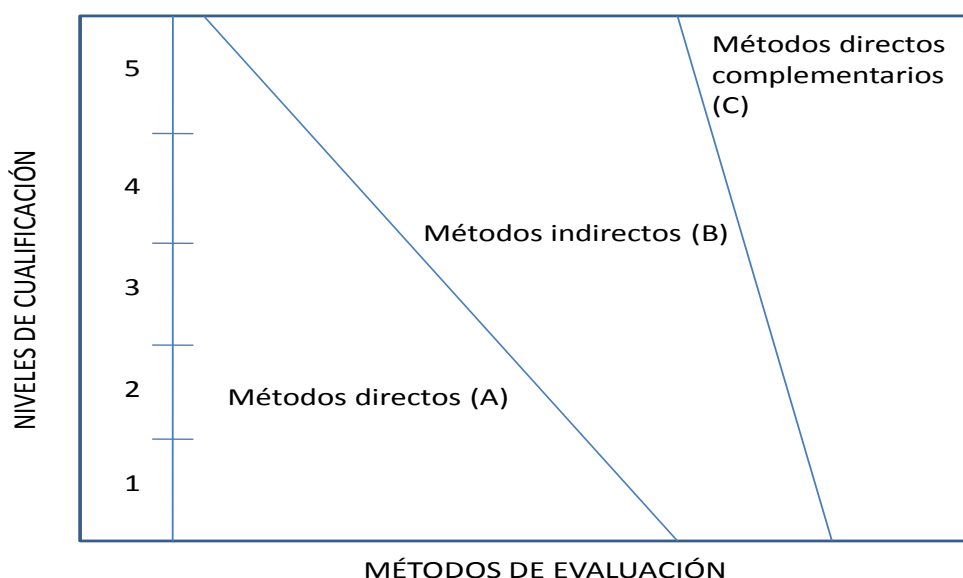 Métodos directos
complementarios
(C)
5
4
Métodos indirectos (B)
3
2
Métodos directos (A)
1
NIVELES DE CUALIFICACIÓN
MÉTODOS DE EVALUACIÓN